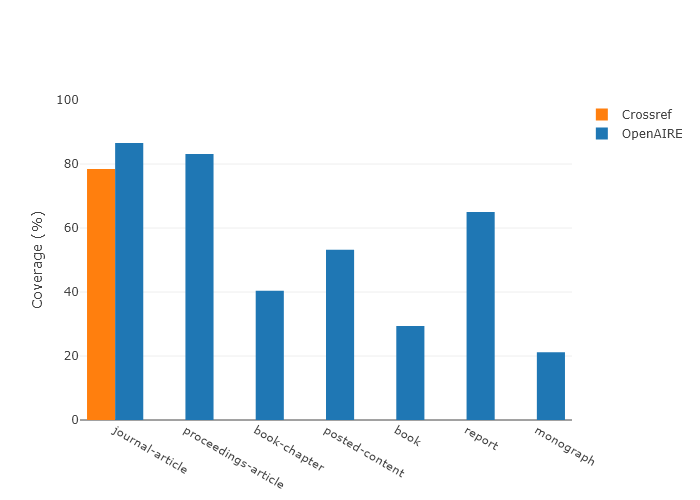 Crossref
OpenAIRE
Coverage (%)
100
80
60
40
20
0
journal-article
proceedings-article
book-chapter
posted-content
book
report
monograph